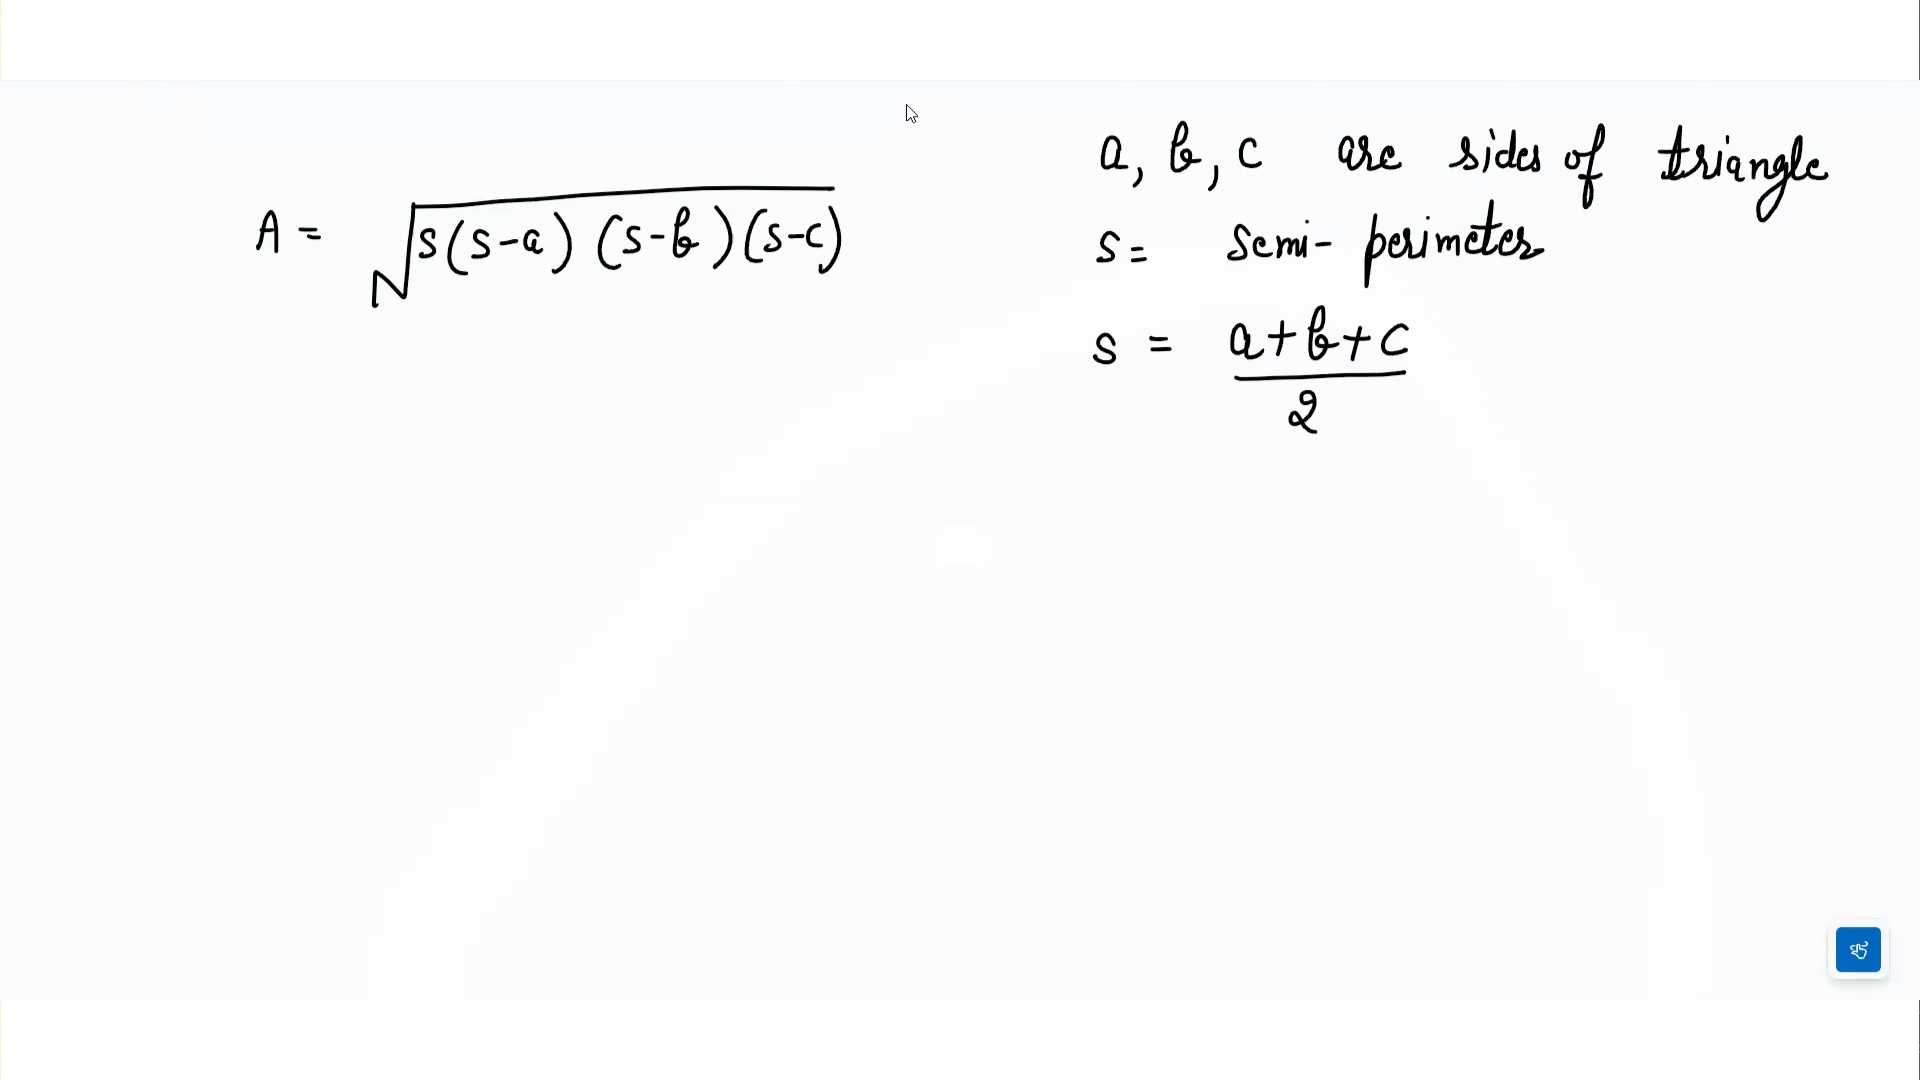 A = √s(s-a) (s-b)(s-c)
a, b, c are sides of triangle
s = semi-perimeter
s = a+b+c
2